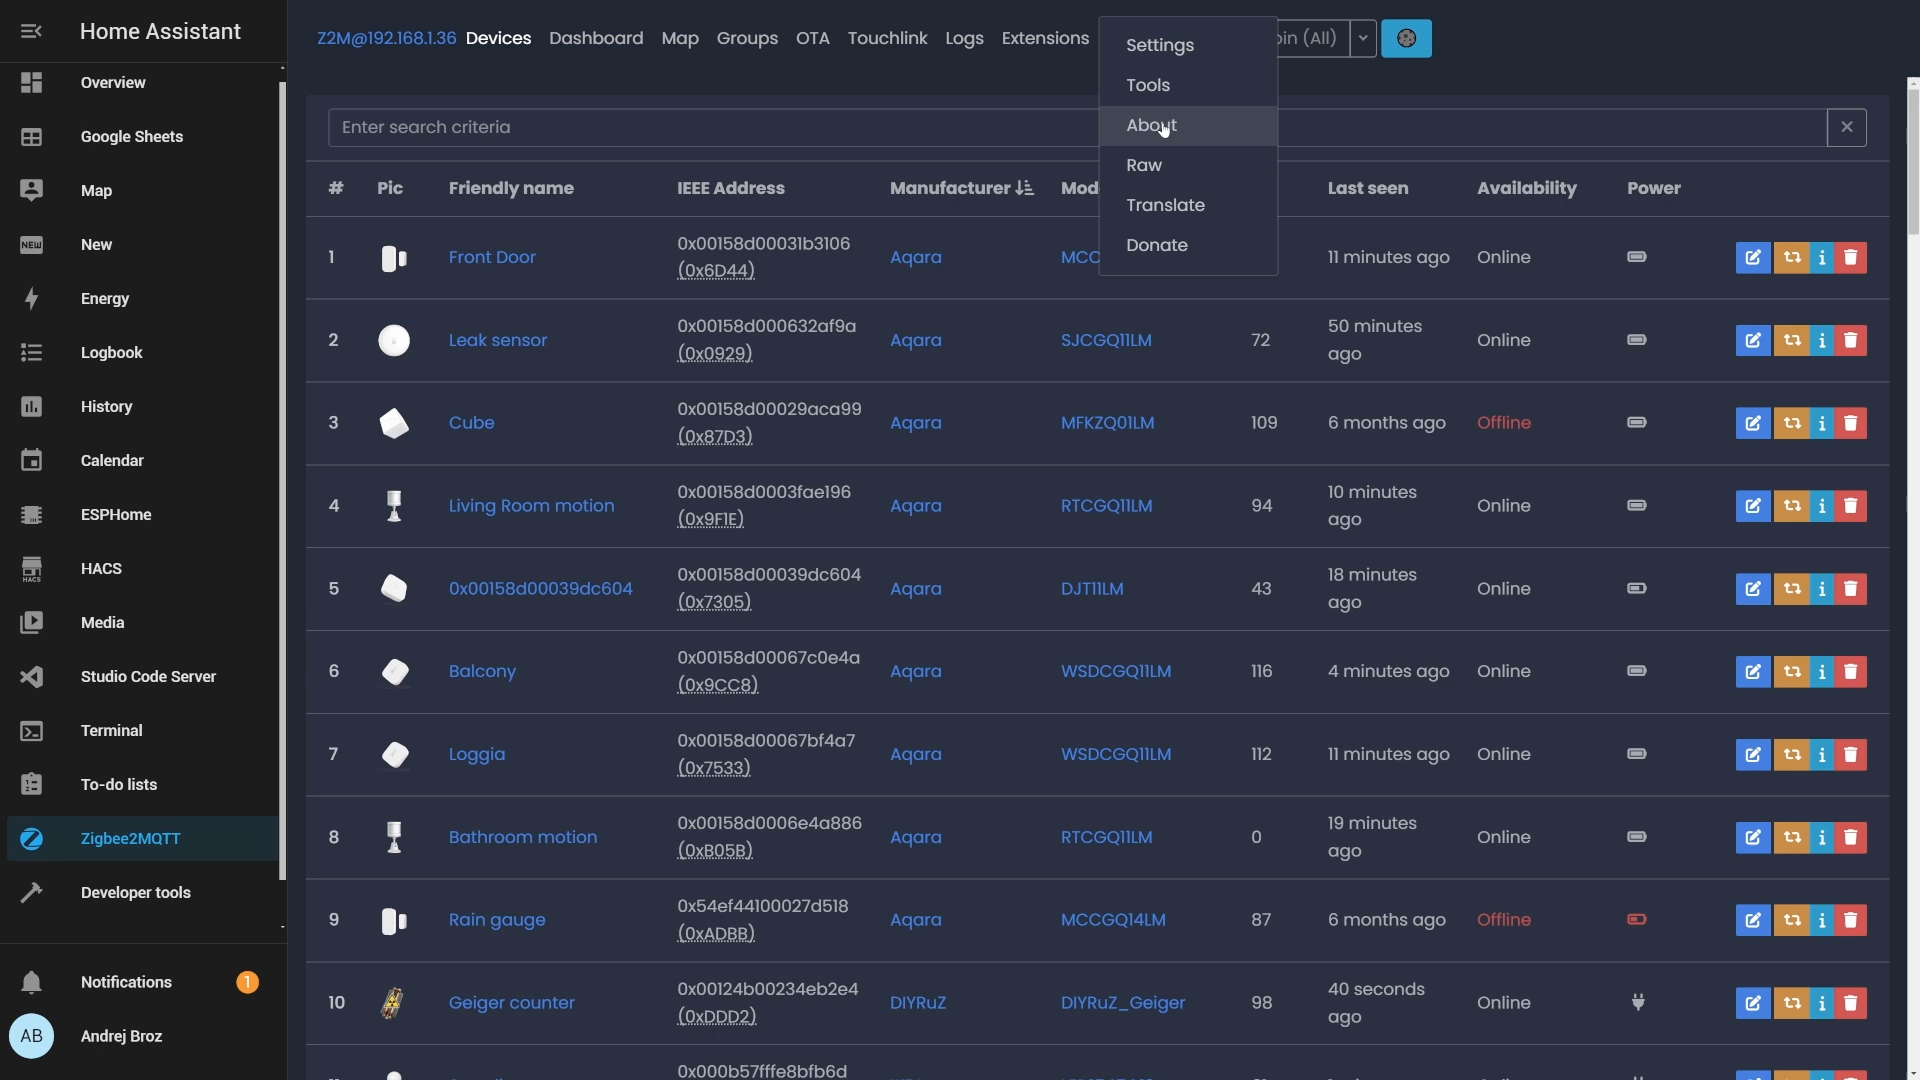 Home Assistant
Overview
Google Sheets
Map
NEW New
Energy
Logbook
History
Calendar
ESPHome
HACS HACS
Media
Studio Code Server
Terminal
To-do lists
Zigbee2MQTT
Developer tools
Notifications 1
AB Andrej Broz
Z2M@192.168.1.36 Devices Dashboard Map Groups OTA Touchlink Logs Extensions
Settings
Tools
About
Raw
Translate
Donate
oin (All)
Enter search criteria
# Pic Friendly name IEEE Address Manufacturer Mod Last seen Availability Power
1 Front Door 0x00158d00031b3106 (0x6D44) Aqara MCC 11 minutes ago Online
2 Leak sensor 0x00158d000632af9a (0x0929) Aqara SJCGQ11LM 72 50 minutes ago Online
3 Cube 0x00158d00029aca99 (0x87D3) Aqara MFKZQ01LM 109 6 months ago Offline
4 Living Room motion 0x00158d0003fae196 (0x9F1E) Aqara RTCGQ11LM 94 10 minutes ago Online
5 0x00158d00039dc604 0x00158d00039dc604 (0x7305) Aqara DJT11LM 43 18 minutes ago Online
6 Balcony 0x00158d00067c0e4a (0x9CC8) Aqara WSDCGQ11LM 116 4 minutes ago Online
7 Loggia 0x00158d00067bf4a7 (0x7533) Aqara WSDCGQ11LM 112 11 minutes ago Online
8 Bathroom motion 0x00158d0006e4a886 (0xB05B) Aqara RTCGQ11LM 0 19 minutes ago Online
9 Rain gauge 0x54ef44100027d518 (0xADBB) Aqara MCCGQ14LM 87 6 months ago Offline
10 Geiger counter 0x00124b00234eb2e4 (0xDDD2) DIYRuZ DIYRuZ_Geiger 98 40 seconds ago Online
0x000b57fffe8bfb6d